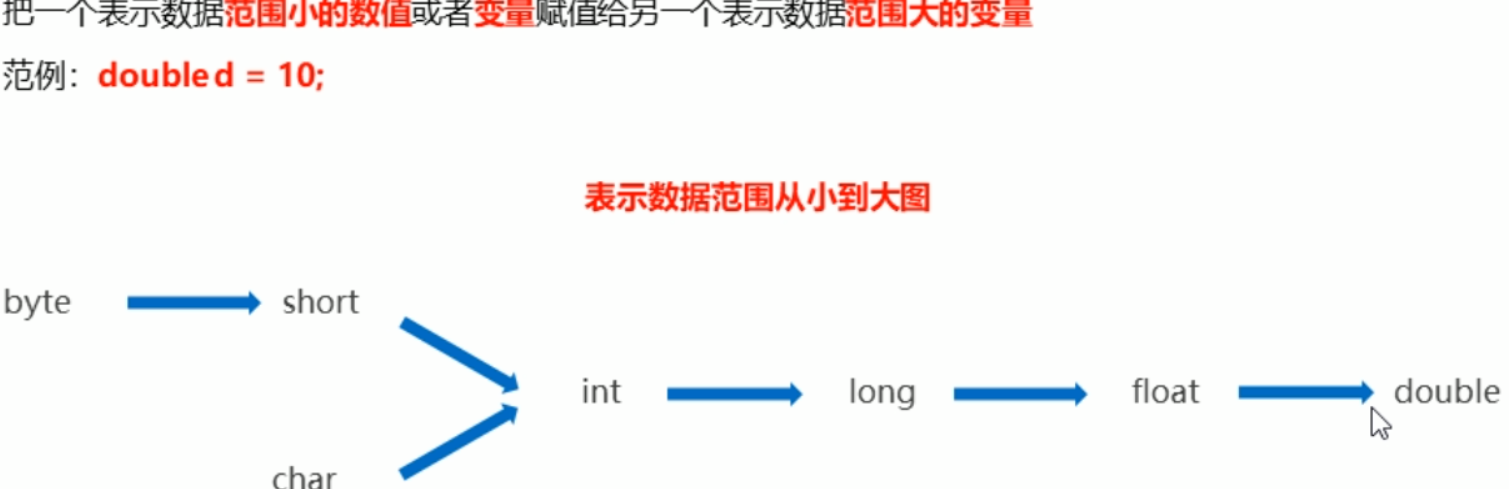 把一个表示数据范围小的数值或者变量赋值给另一个表示数据范围大的变量
范例：double d = 10;
表示数据范围从小到大图
byte
short
int
long
float
double
char